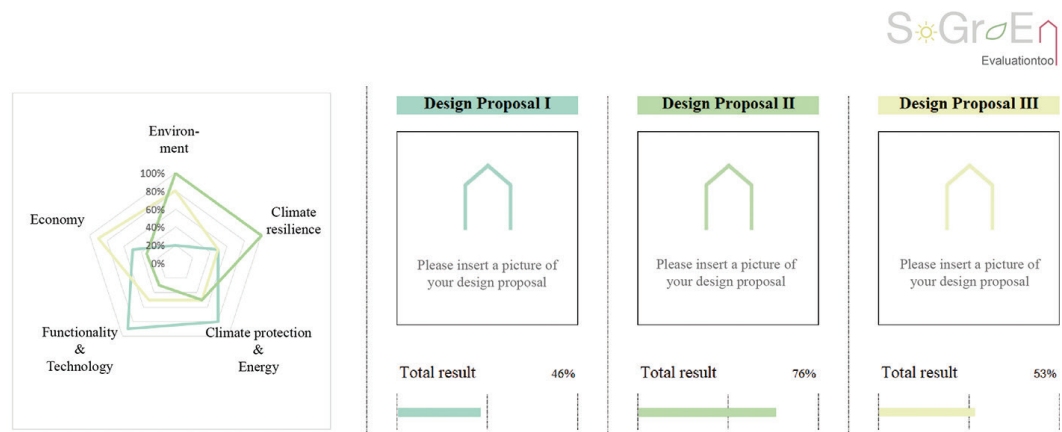 SoGreEn
Evaluationtool
Environ-
ment
100%
80%
60%
40%
20%
0%
Economy
Climate
resilience
Functionality
&
Technology
Climate protection
&
Energy
Design Proposal I
Please insert a picture of
your design proposal
Total result 46%
Design Proposal II
Please insert a picture of
your design proposal
Total result 76%
Design Proposal III
Please insert a picture of
your design proposal
Total result 53%